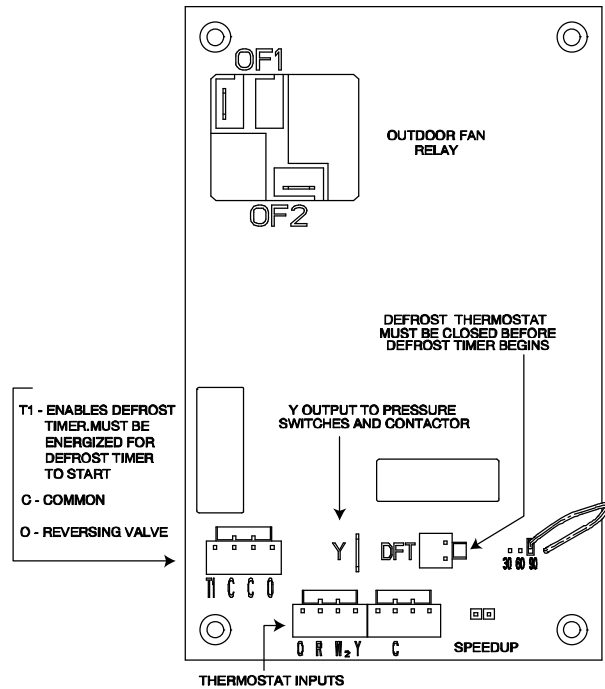 OF1
OUTDOOR FAN
RELAY
OF2
DEFROST THERMOSTAT
MUST BE CLOSED BEFORE
DEFROST TIMER BEGINS
T1 - ENABLES DEFROST
TIMER.MUST BE
ENERGIZED FOR
DEFROST TIMER
TO START
C - COMMON
O - REVERSING VALVE
Y OUTPUT TO PRESSURE
SWITCHES AND CONTACTOR
Y
DFT
30 60 90
T1 C C O
O R W2 Y C
SPEEDUP
THERMOSTAT INPUTS